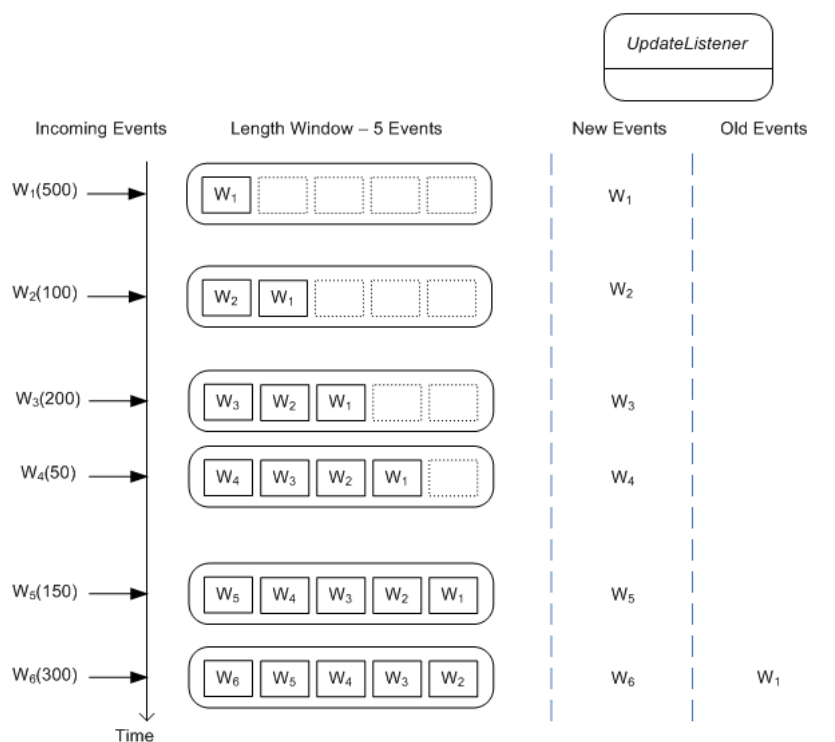 UpdateListener
Incoming Events Length Window – 5 Events New Events Old Events
W₁(500) W₁ W₁
W₂(100) W₂ W₁ W₂
W₃(200) W₃ W₂ W₁ W₃
W₄(50) W₄ W₃ W₂ W₁ W₄
W₅(150) W₅ W₄ W₃ W₂ W₁ W₅
W₆(300) W₆ W₅ W₄ W₃ W₂ W₆ W₁
Time